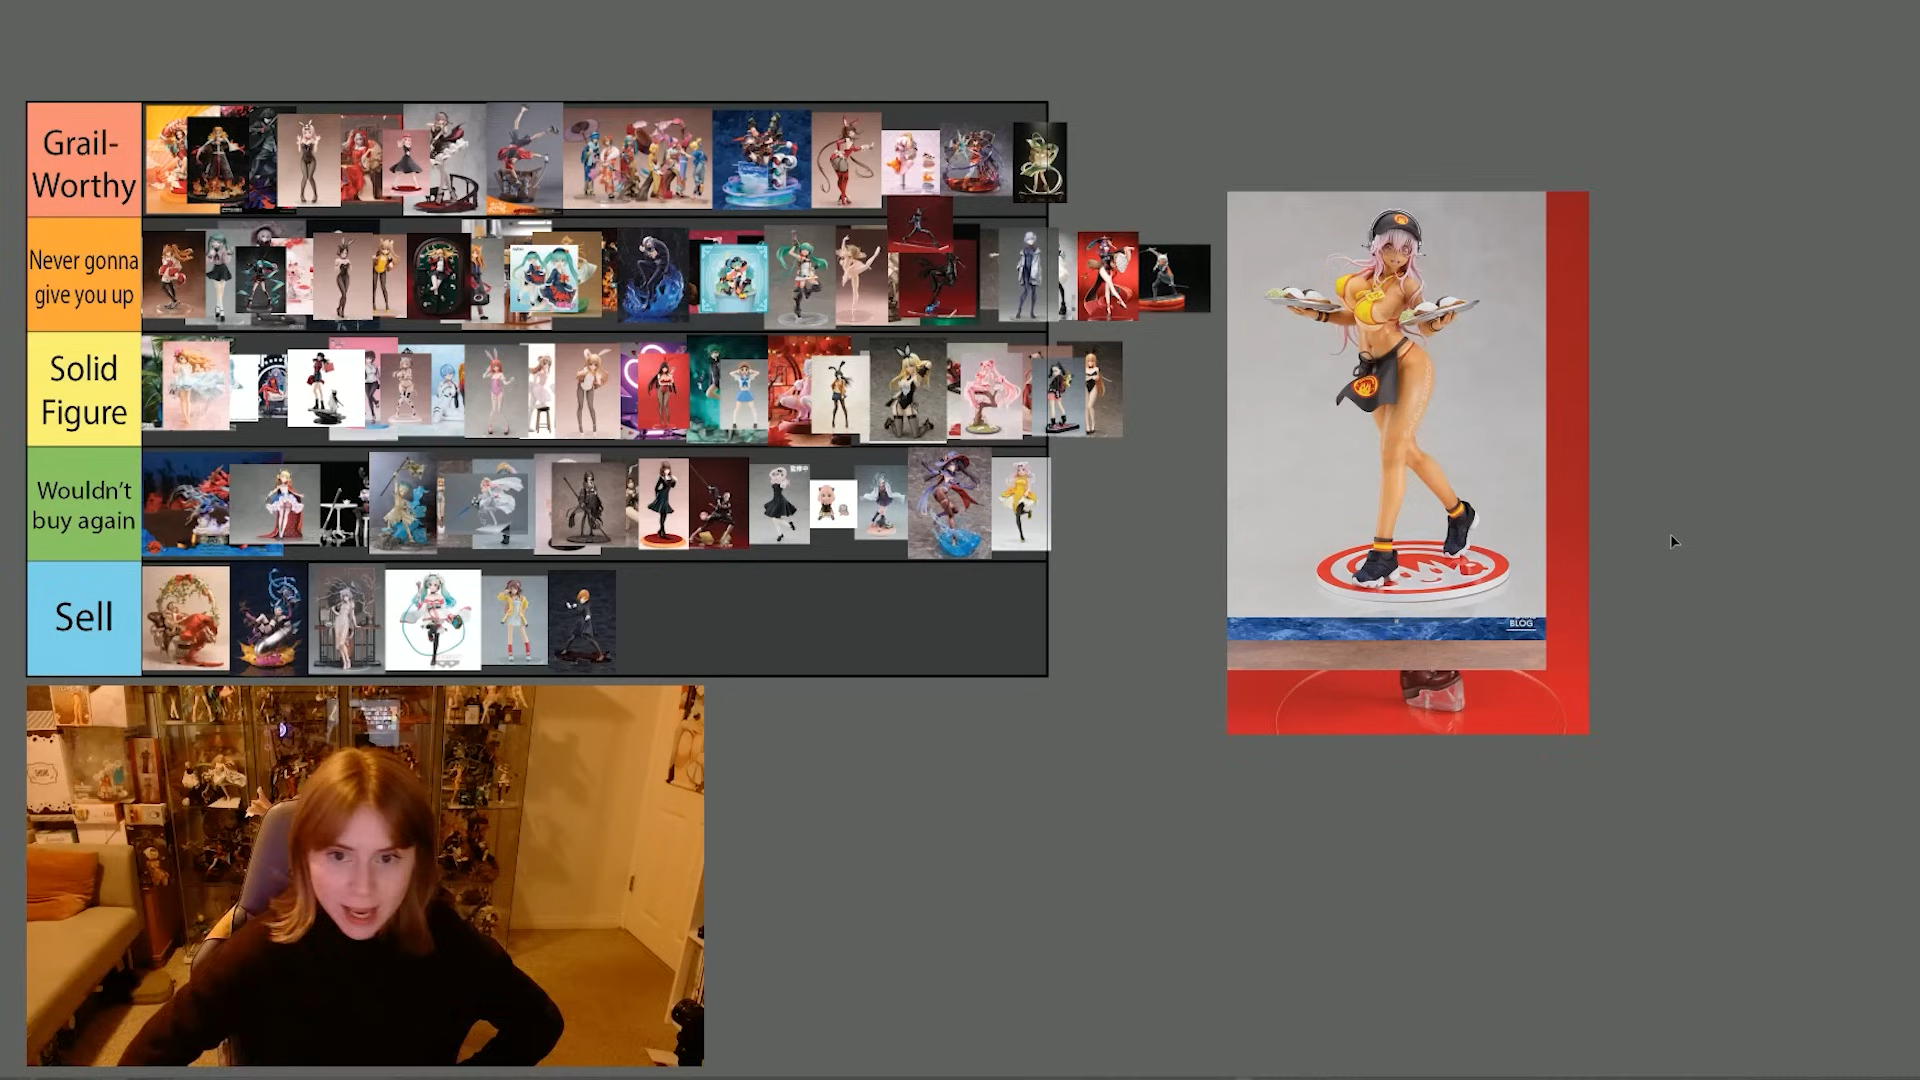 Grail-
Worthy
Never gonna
give you up
Solid
Figure
Wouldn't
buy again
Sell
BLOG